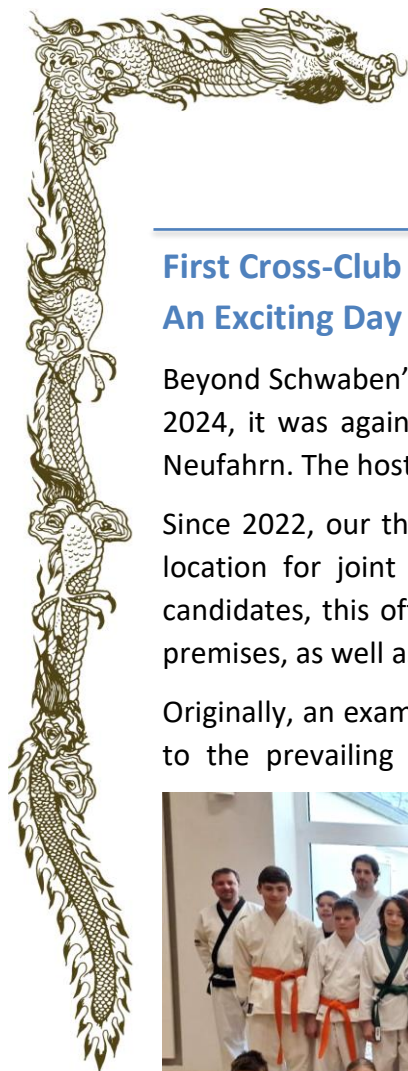 First Cross-Club
An Exciting Day
Beyond Schwaben’
2024, it was again
Neufahrn. The host
Since 2022, our th
location for joint
candidates, this of
premises, as well a
Originally, an exam
to the prevailing